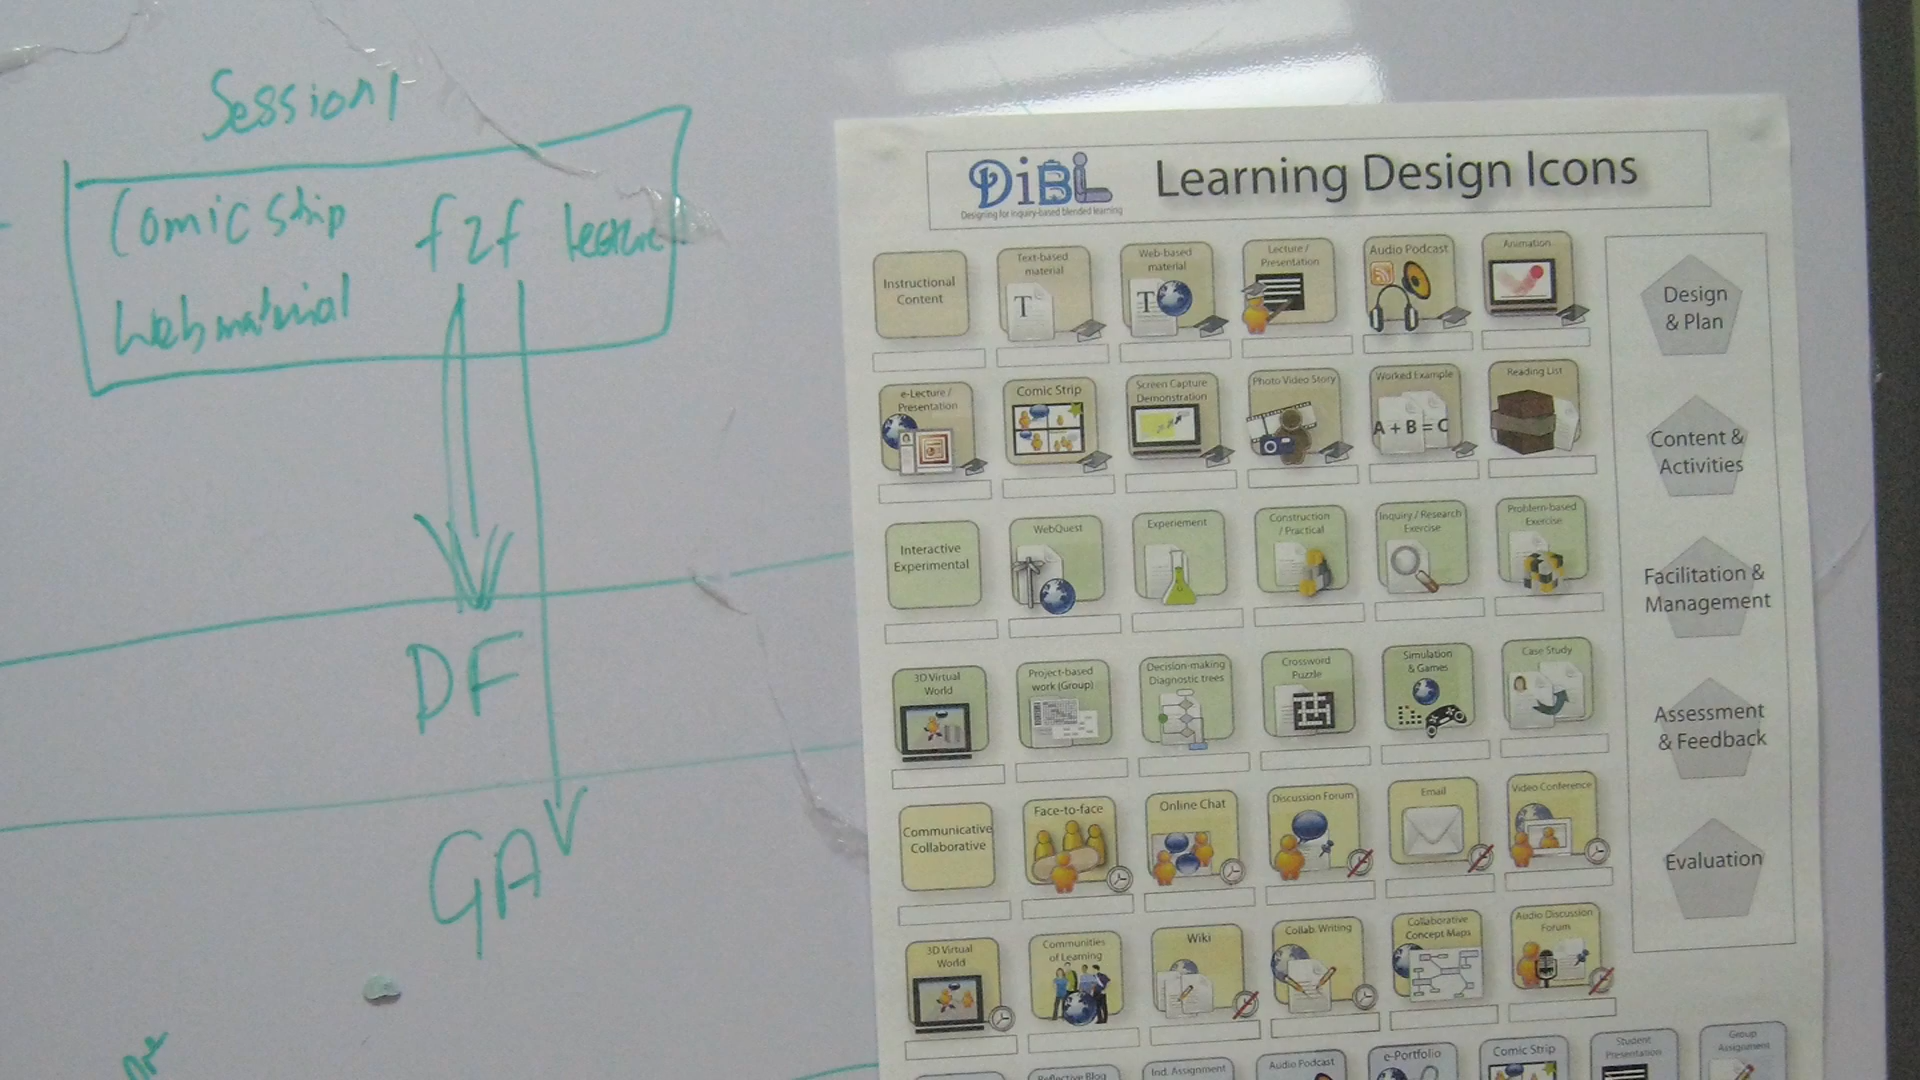 Session 1
Comic strip f2f lecture
Web material
DF
GA
DiBL Learning Design Icons
Designing for inquiry-based blended learning
Instructional Content
Text-based material
Web-based material
Lecture / Presentation
Audio Podcast
Animation
e-Lecture / Presentation
Comic Strip
Screen Capture Demonstration
Photo Video Story
Worked Example
A + B = C
Reading List
Interactive Experimental
WebQuest
Experiement
Construction / Practical
Inquiry / Research Exercise
Problem-based Exercise
3D Virtual World
Project-based work (Group)
Decision-making Diagnostic trees
Crossword Puzzle
Simulation & Games
Case Study
Communicative Collaborative
Face-to-face
Online Chat
Discussion Forum
Email
Video Conference
3D Virtual World
Communities of Learning
Wiki
Collab. Writing
Collaborative Concept Maps
Audio Discussion Forum
Reflective Blog
Ind. Assignment
Audio Podcast
e-Portfolio
Comic Strip
Student Presentation
Group Assignment
Design & Plan
Content & Activities
Facilitation & Management
Assessment & Feedback
Evaluation